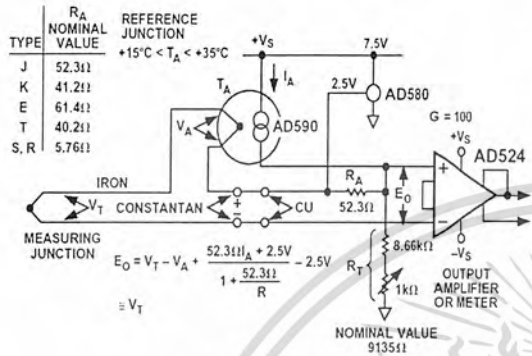 RA
NOMINAL
TYPE VALUE
J 52.3Ω
K 41.2Ω
E 61.4Ω
T 40.2Ω
S, R 5.76Ω
REFERENCE
JUNCTION
+15°C < TA < +35°C
+VS
7.5V
2.5V
IA
TA
VA
AD580
AD590
G = 100
+VS
AD524
IRON
VT
CONSTANTAN
+
–
CU
RA
52.3Ω
EO
+
–
MEASURING
JUNCTION
8.66kΩ
RT
1kΩ
–VS
OUTPUT
AMPLIFIER
OR METER
EO = VT – VA + 52.3ΩIA + 2.5V – 2.5V
1 + 52.3Ω
R
≅ VT
NOMINAL VALUE
9135Ω